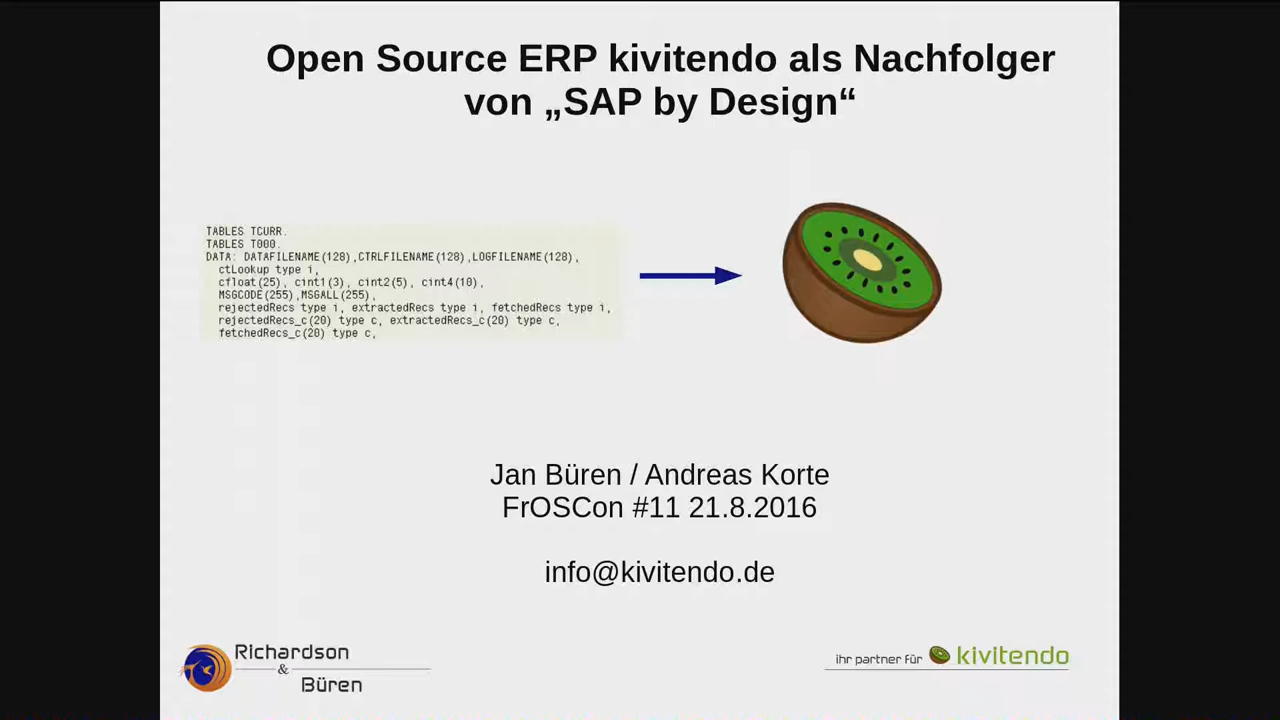 Open Source ERP kivitendo als Nachfolger
von „SAP by Design“
TABLES TCURR.
TABLES T000.
DATA: DATAFILENAME(128),CTRLFILENAME(128),LOGFILENAME(128),
ctLookup type i,
cfloat(25), cint1(3), cint2(5), cint4(10),
MSGCODE(255),MSGALL(255),
rejectedRecs type i, extractedRecs type i, fetchedRecs type i,
rejectedRecs_c(20) type c, extractedRecs_c(20) type c,
fetchedRecs_c(20) type c,
Jan Büren / Andreas Korte
FrOSCon #11 21.8.2016
info@kivitendo.de
Richardson
&
Büren
ihr partner für kivitendo